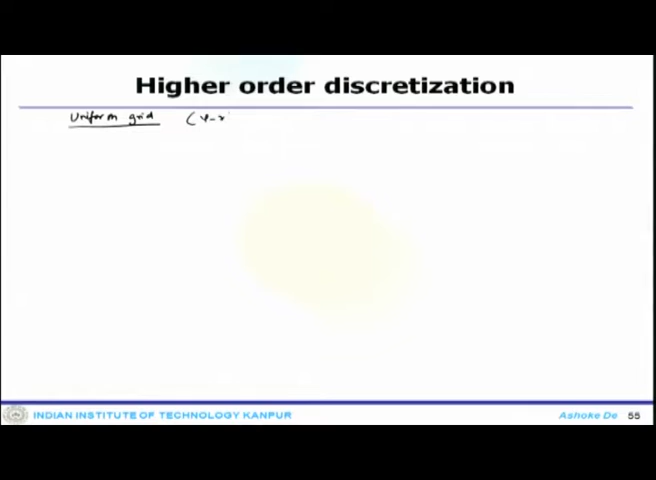 Higher order discretization
Uniform grid
INDIAN INSTITUTE OF TECHNOLOGY KANPUR
Ashoke De 55